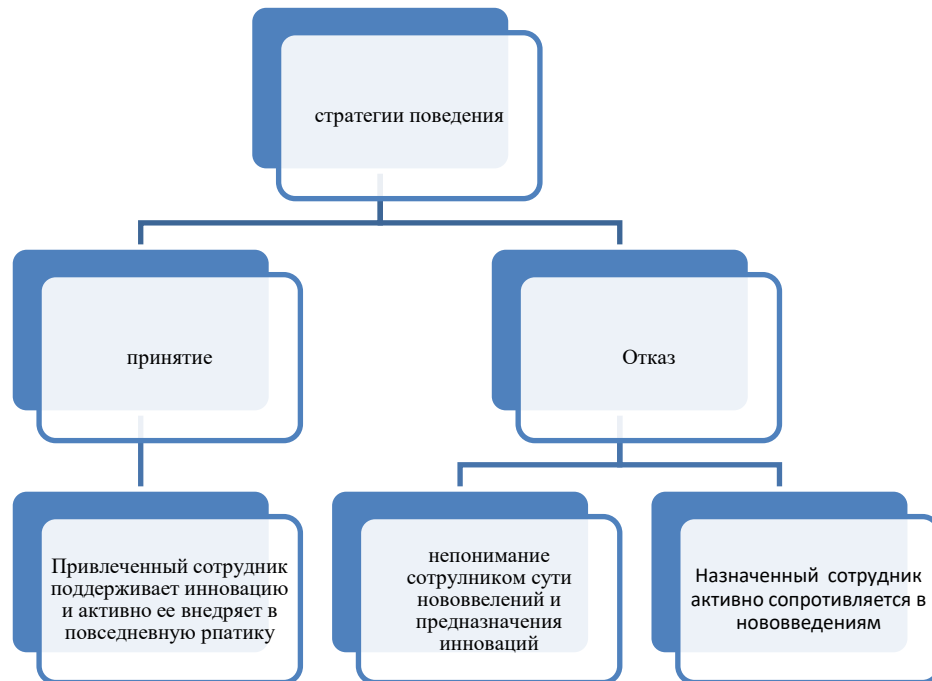 стратегии поведения
принятие
Отказ
Привлеченный сотрудник
поддерживает инновацию
и активно ее внедряет в
повседневную рпатику
непонимание
сотрулником сути
нововвелений и
предназначения
инноваций
Назначенный сотрудник
активно сопротивляется в
нововведениям